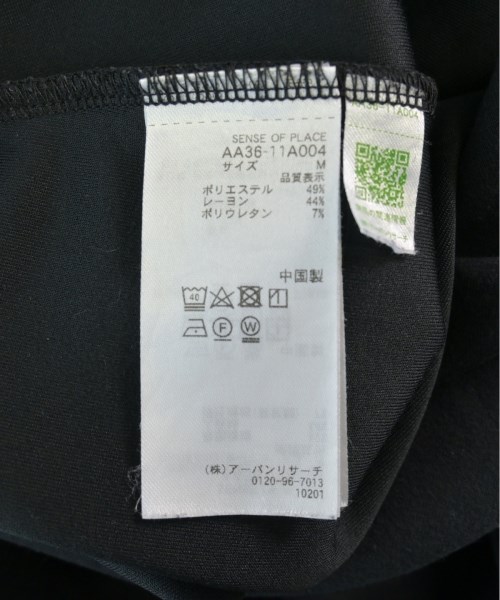 SENSE OF PLACE
AA36-11A004
サイズ M
品質表示
ポリエステル 49%
レーヨン 44%
ポリウレタン 7%
中国製
40
F W
(株)アーバンリサーチ
0120-96-7013
10201
AA36-11A004